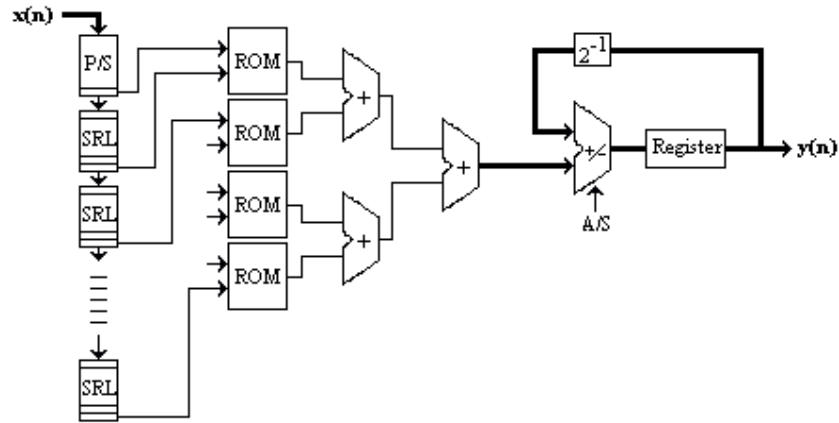 x(n)
P/S
SRL
SRL
SRL
ROM
ROM
ROM
ROM
+
+
+
2⁻¹
+/-
A/S
Register
y(n)